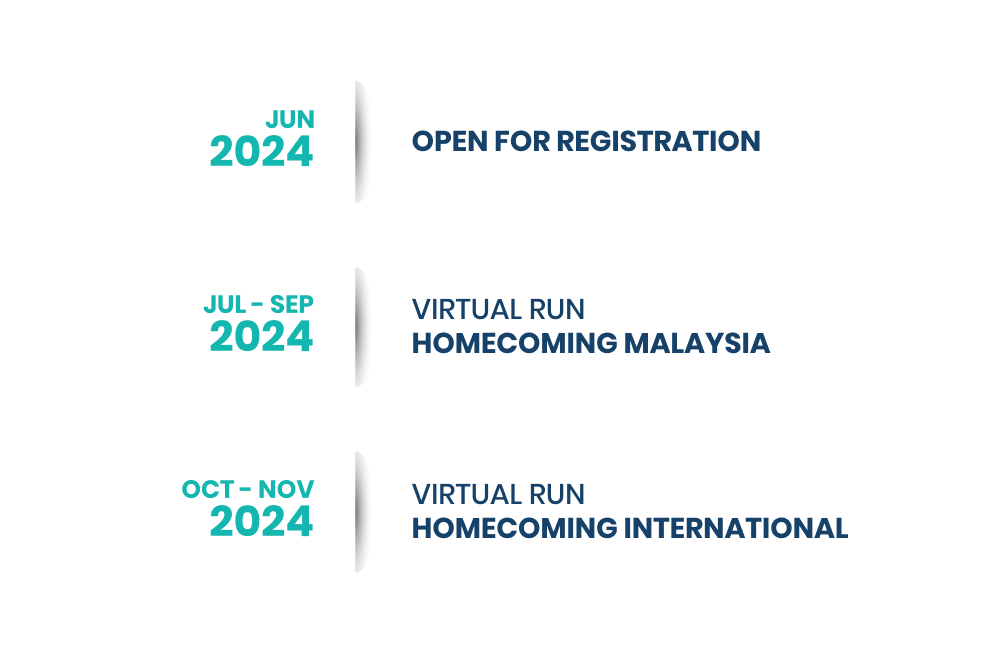 JUN
2024
OPEN FOR REGISTRATION
JUL - SEP
2024
VIRTUAL RUN
HOMECOMING MALAYSIA
OCT - NOV
2024
VIRTUAL RUN
HOMECOMING INTERNATIONAL